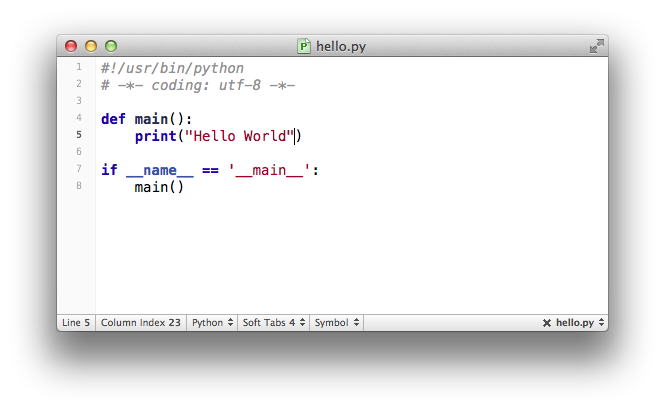 hello.py
1 #!/usr/bin/python
2 # -*- coding: utf-8 -*-
3
4 def main():
5     print("Hello World")
6
7 if __name__ == '__main__':
8     main()
Line 5 Column Index 23 Python Soft Tabs 4 Symbol hello.py